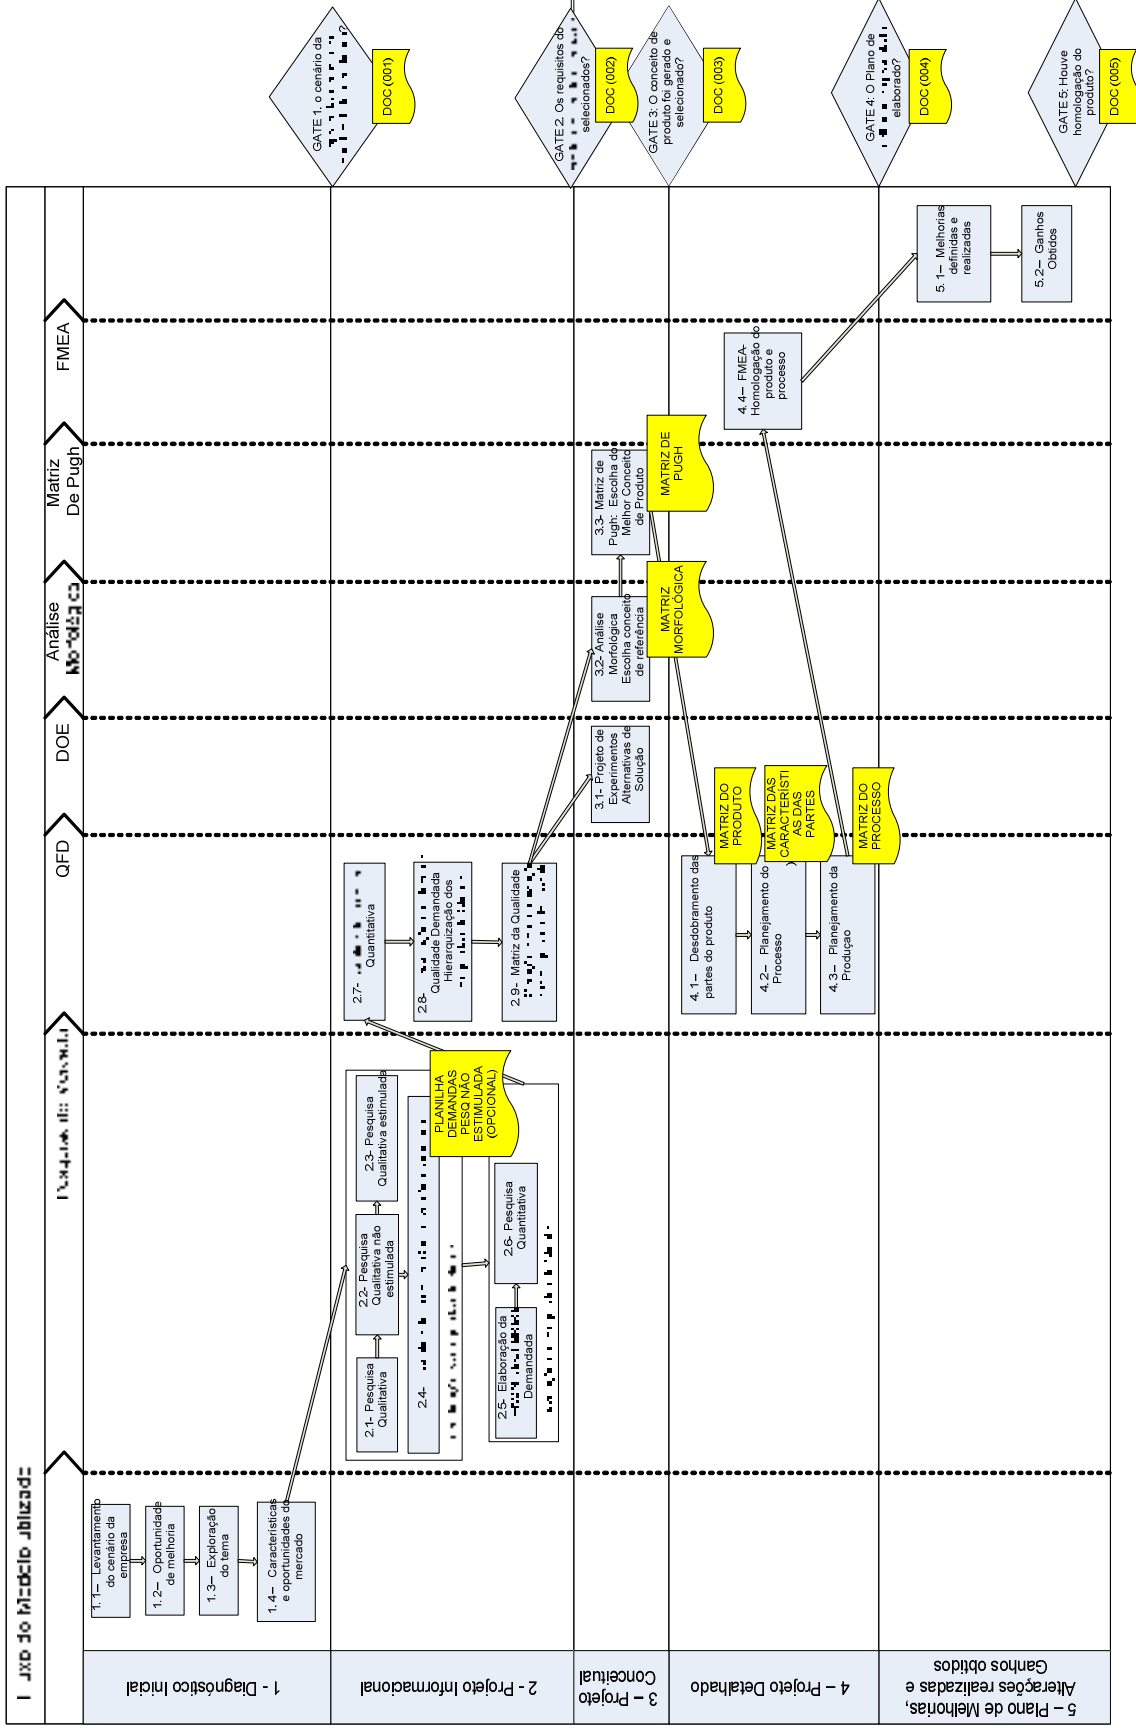 QFD
DOE
Análise
Matriz
De Pugh
FMEA
1 - Diagnóstico Inicial
1.1– Levantamento
do cenário da
empresa
1.2– Oportunidade
de melhoria
1.3– Exploração
do tema
1.4– Características
e oportunidades do
mercado
GATE 1. o cenário da
DOC (001)
2 - Projeto Informacional
2.1- Pesquisa
Qualitativa
2.2- Pesquisa
Qualitativa não
estimulada
2.3- Pesquisa
Qualitativa estimulada
2.4-
2.5- Elaboração da
Demandada
2.6- Pesquisa
Quantitativa
PLANILHA
DEMANDAS
PESQ NÃO
ESTIMULADA
(OPCIONAL)
2.7-
Quantitativa
2.8-
Qualidade Demandada
Hierarquização dos
2.9- Matriz da Qualidade
GATE 2. Os requisitos do
selecionados?
DOC (002)
3 – Projeto
Conceitual
3.1- Projeto de
Experimentos
Alternativas de
Solução
3.2- Análise
Morfológica
Escolha conceito
de referência
3.3- Matriz de
Pugh: Escolha do
Melhor Conceito
de Produto
MATRIZ
MORFOLÓGICA
MATRIZ DE
PUGH
GATE 3: O conceito de
produto foi gerado e
selecionado?
DOC (003)
4 – Projeto Detalhado
4.1– Desdobramento das
partes do produto
4.2– Planejamento do
Processo
4.3– Planejamento da
Produçao
MATRIZ DO
PRODUTO
MATRIZ DAS
CARACTERÍSTI
AS DAS
PARTES
)
MATRIZ DO
PROCESSO
4.4– FMEA-
Homologação do
produto e
processo
GATE 4: O Plano de
elaborado?
DOC (004)
5 – Plano de Melhorias,
Alterações realizadas e
Ganhos obtidos
5.1– Melhorias
definidas e
realizadas
5.2– Ganhos
Obtidos
GATE 5: Houve
homologação do
produto?
DOC (005)